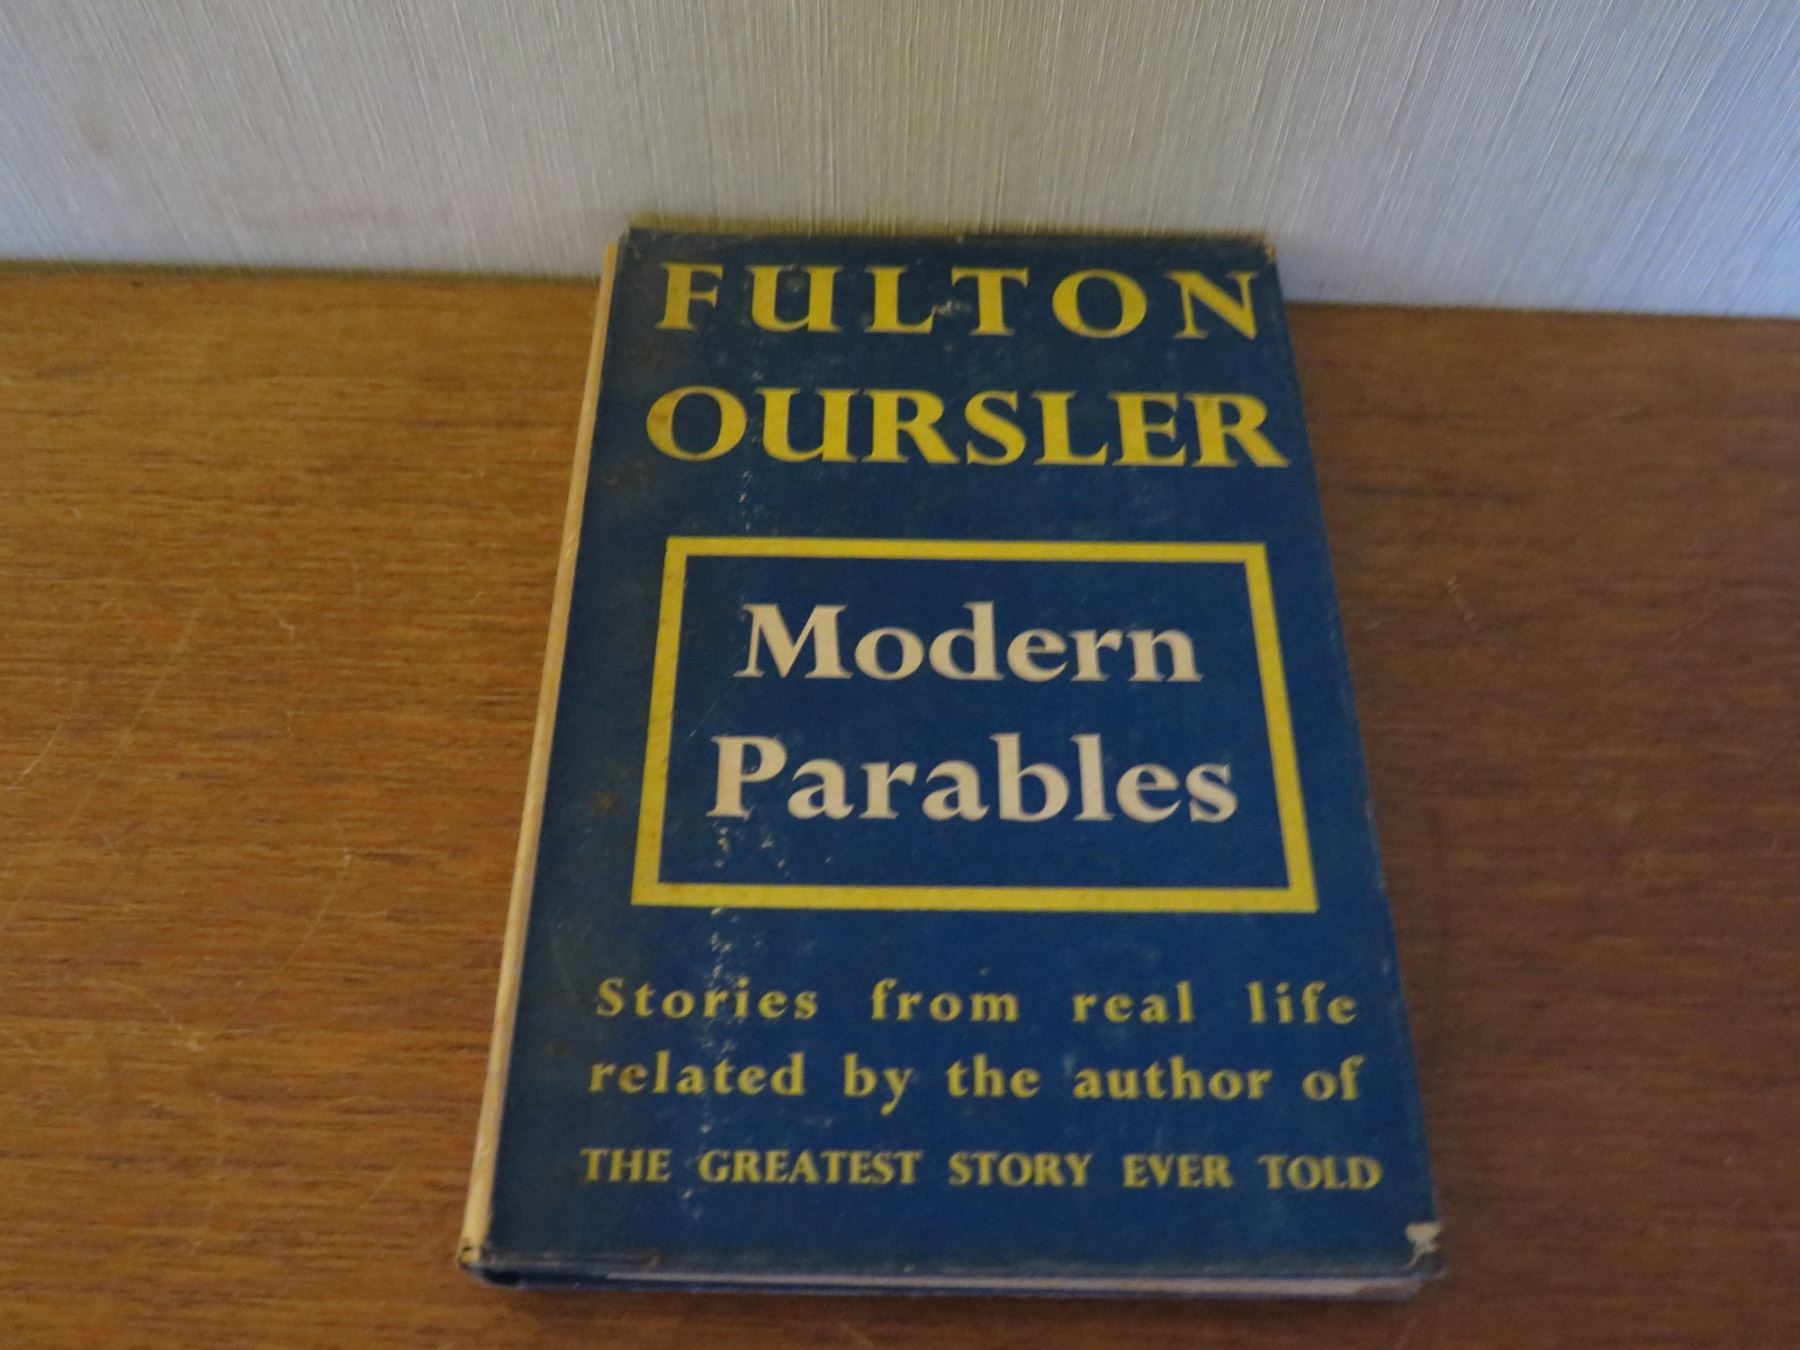 FULTON
OURSLER
Modern
Parables
Stories from real life
related by the author of
THE GREATEST STORY EVER TOLD